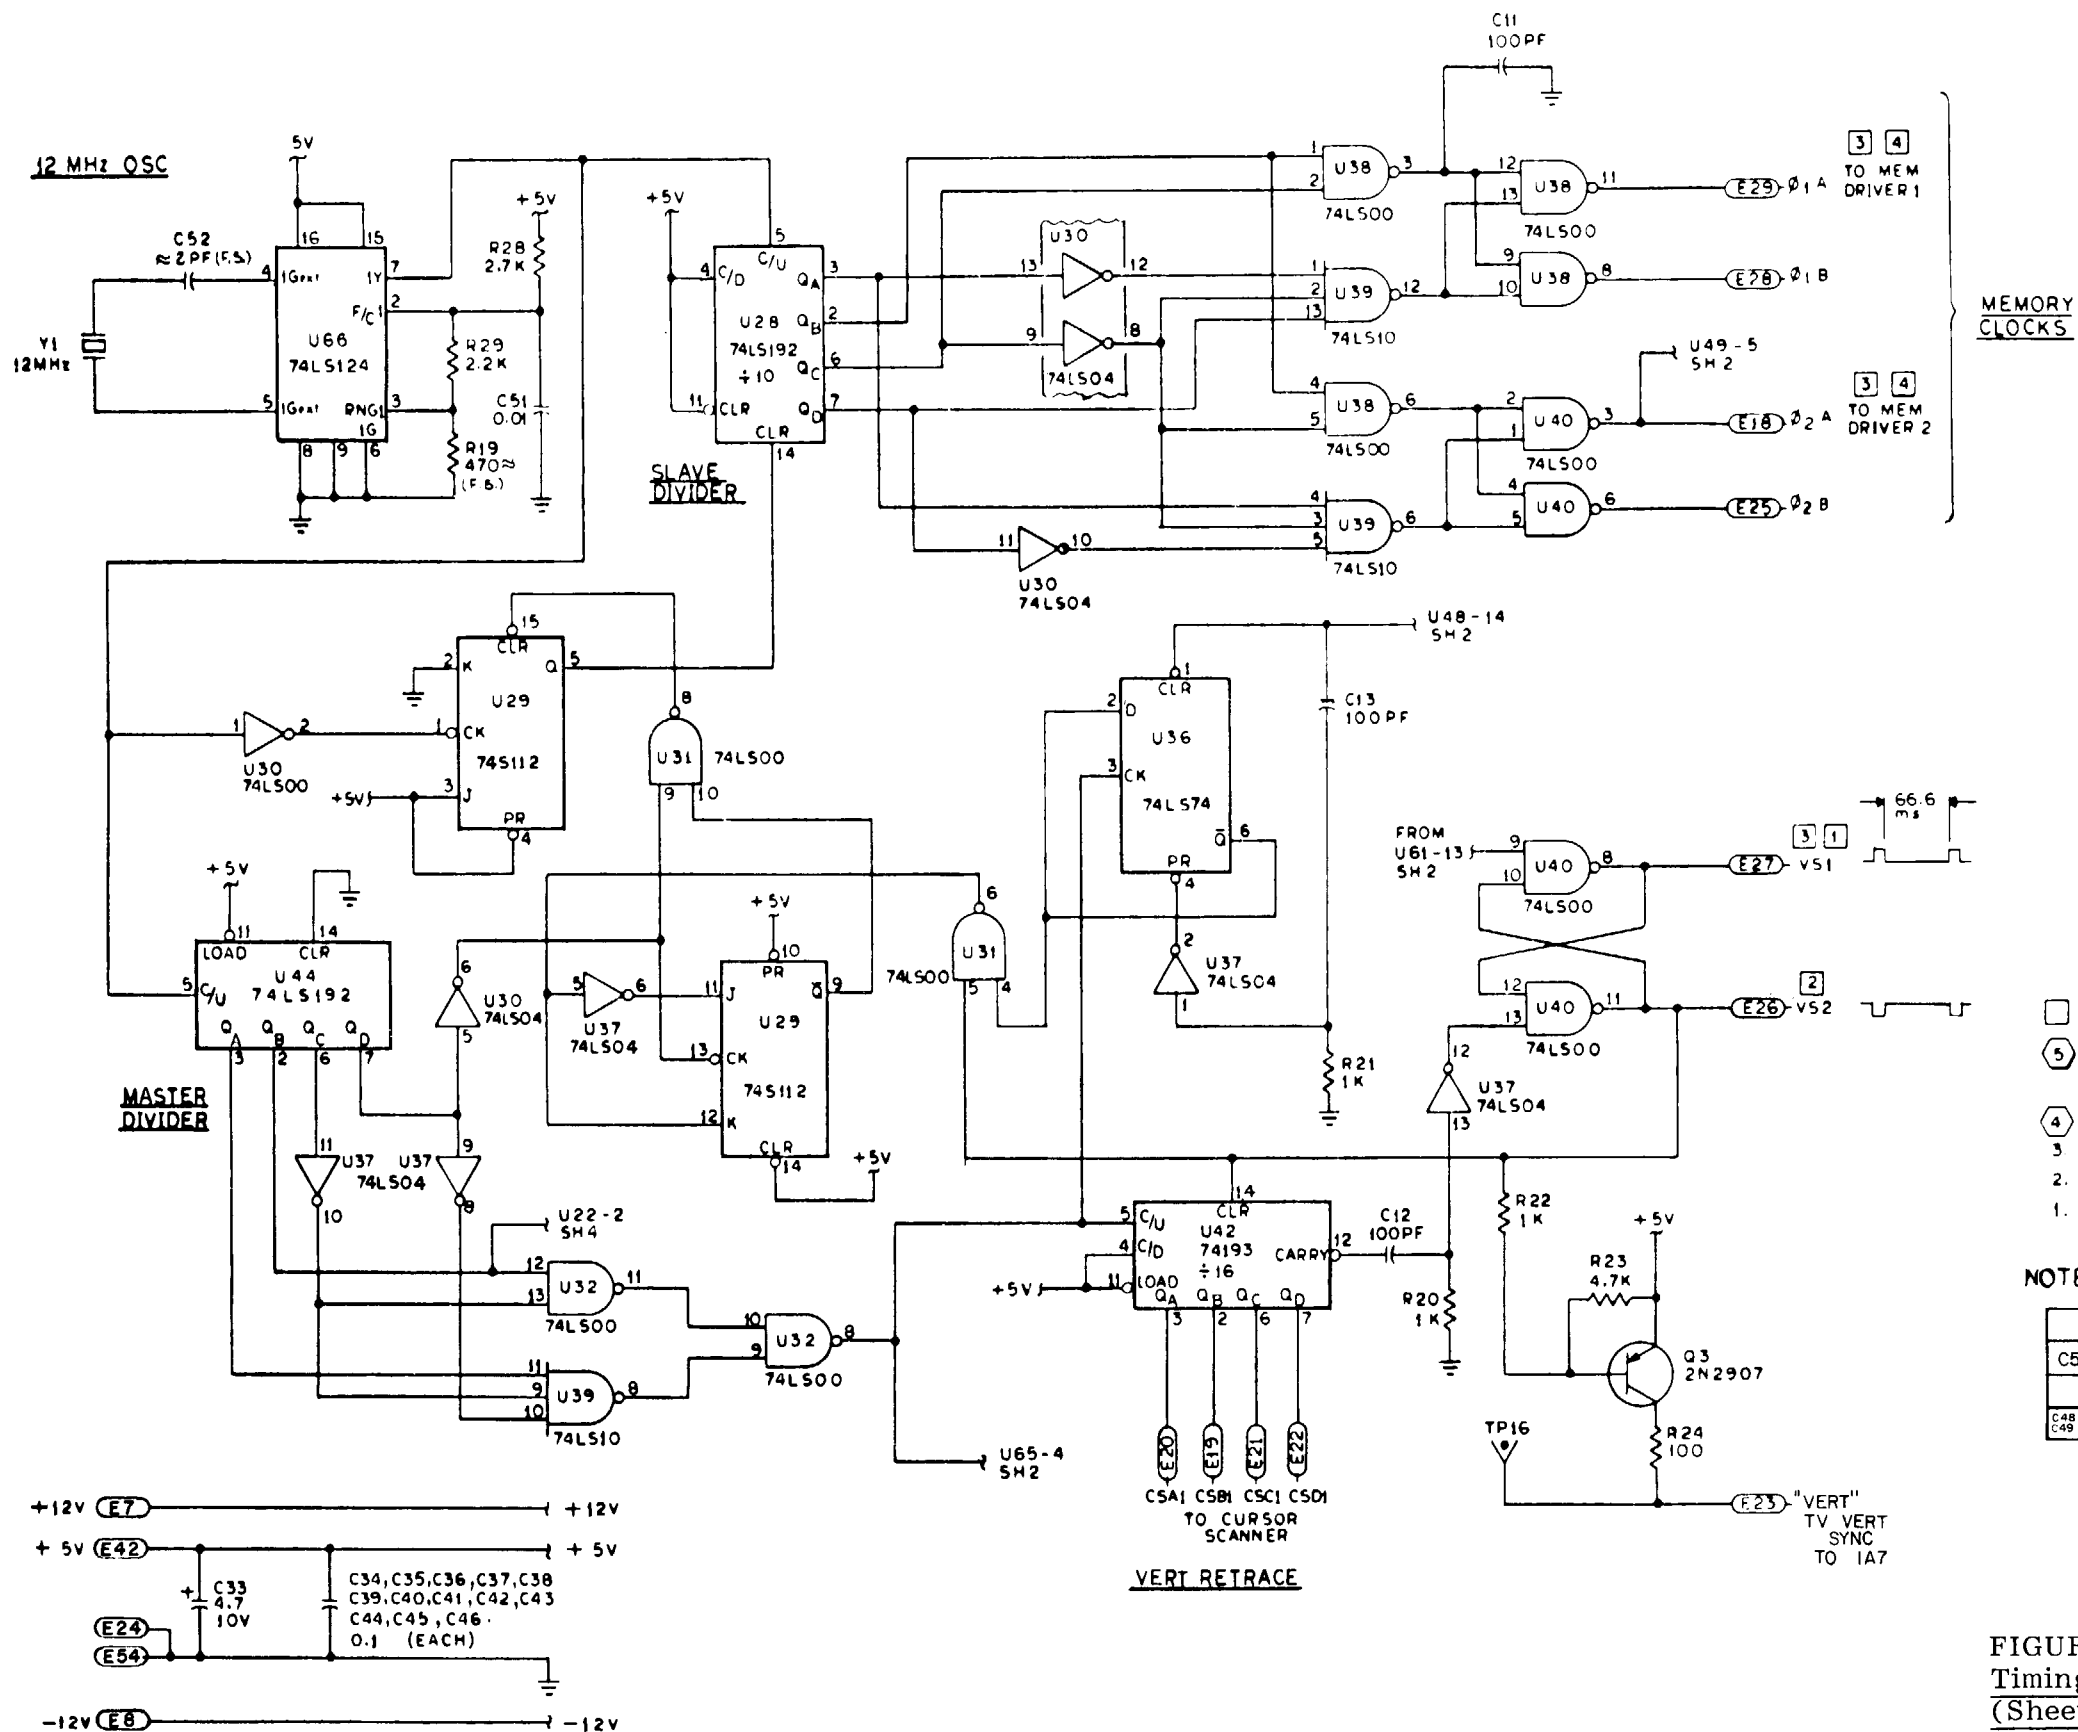 12 MHz OSC
5V
16
15
C52
≈2PF(F.S.)
4
1Gext
1Y
7
F/C1
2
U66
74LS124
Y1
12MHz
5
1Gext
RNG1
3
1G
8
9
6
+5V
R28
2.7K
R29
2.2K
C51
0.01
R19
470≈
(F.S.)
+5V
5
C/U
4
C/D
QA
3
U28
QB
2
74LS192
÷10
QC
6
11
CLR
QD
7
CLR
14
SLAVE
DIVIDER
U30
13
12
9
8
74LS04
11
10
U30
74LS04
C11
100PF
1
2
U38
3
74LS00
1
2
13
U39
12
74LS10
4
5
U38
6
74LS00
4
3
5
U39
6
74LS10
12
13
U38
11
74LS00
9
10
U38
8
2
1
U40
3
74LS00
4
5
U40
6
E29
Ø1 A
3 4
TO MEM
DRIVER 1
E28
Ø1 B
U49-5
SH2
E18
Ø2 A
3 4
TO MEM
DRIVER 2
E25
Ø2 B
MEMORY
CLOCKS
15
CLR
2
K
Q
5
U29
1
CK
74S112
3
J
PR
4
+5V
1
2
U30
74LS00
8
U31
74LS00
9
10
U48-14
SH2
1
CLR
2
D
U36
3
CK
74LS74
Q
6
PR
4
C13
100PF
2
U37
74LS04
1
R21
1K
+5V
11
14
LOAD
CLR
U44
74LS192
5
C/U
QA
QB
QC
QD
3
2
6
7
MASTER
DIVIDER
6
U30
74LS04
5
5
6
U37
74LS04
+5V
10
PR
11
J
Q
9
U29
13
CK
74S112
12
K
CLR
14
+5V
6
U31
74LS00
5
4
FROM
U61-13
SH2
9
10
U40
8
74LS00
E27
VS1
3 1
66.6
ms
12
13
U40
11
74LS00
E26
VS2
2
12
U37
74LS04
13
11
U37
10
9
U37
74LS04
8
U22-2
SH4
12
13
U32
11
74LS00
11
9
10
U39
8
74LS10
10
9
U32
8
74LS00
U65-4
SH2
14
CLR
5
C/U
U42
4
C/D
74193
÷16
CARRY
12
+5V
11
LOAD
QA
QB
QC
QD
3
2
6
7
E20
E19
E21
E22
CSA1 CSB1 CSC1 CSD1
TO CURSOR
SCANNER
VERT RETRACE
C12
100PF
R20
1K
R22
1K
+5V
R23
4.7K
Q3
2N2907
R24
100
TP16
E23
"VERT"
TV VERT
SYNC
TO 1A7
+12V E7 +12V
+5V E42 +5V
C33
4.7
10V
C34,C35,C36,C37,C38
C39,C40,C41,C42,C43
C44,C45,C46.
0.1 (EACH)
E24
E54
-12V E8 -12V
5
4
3
2.
1.
NOTE
C5
C48
C49
FIGUR
Timing
(Shee